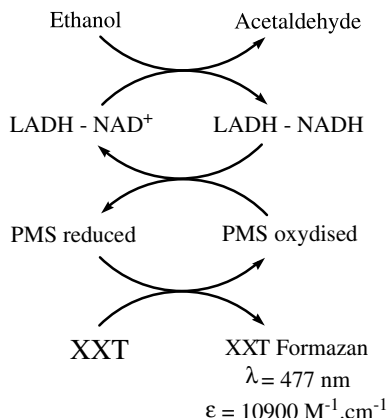 Ethanol Acetaldehyde
LADH - NAD⁺ LADH - NADH
PMS reduced PMS oxydised
XXT XXT Formazan
λ = 477 nm
ε = 10900 M⁻¹.cm⁻¹